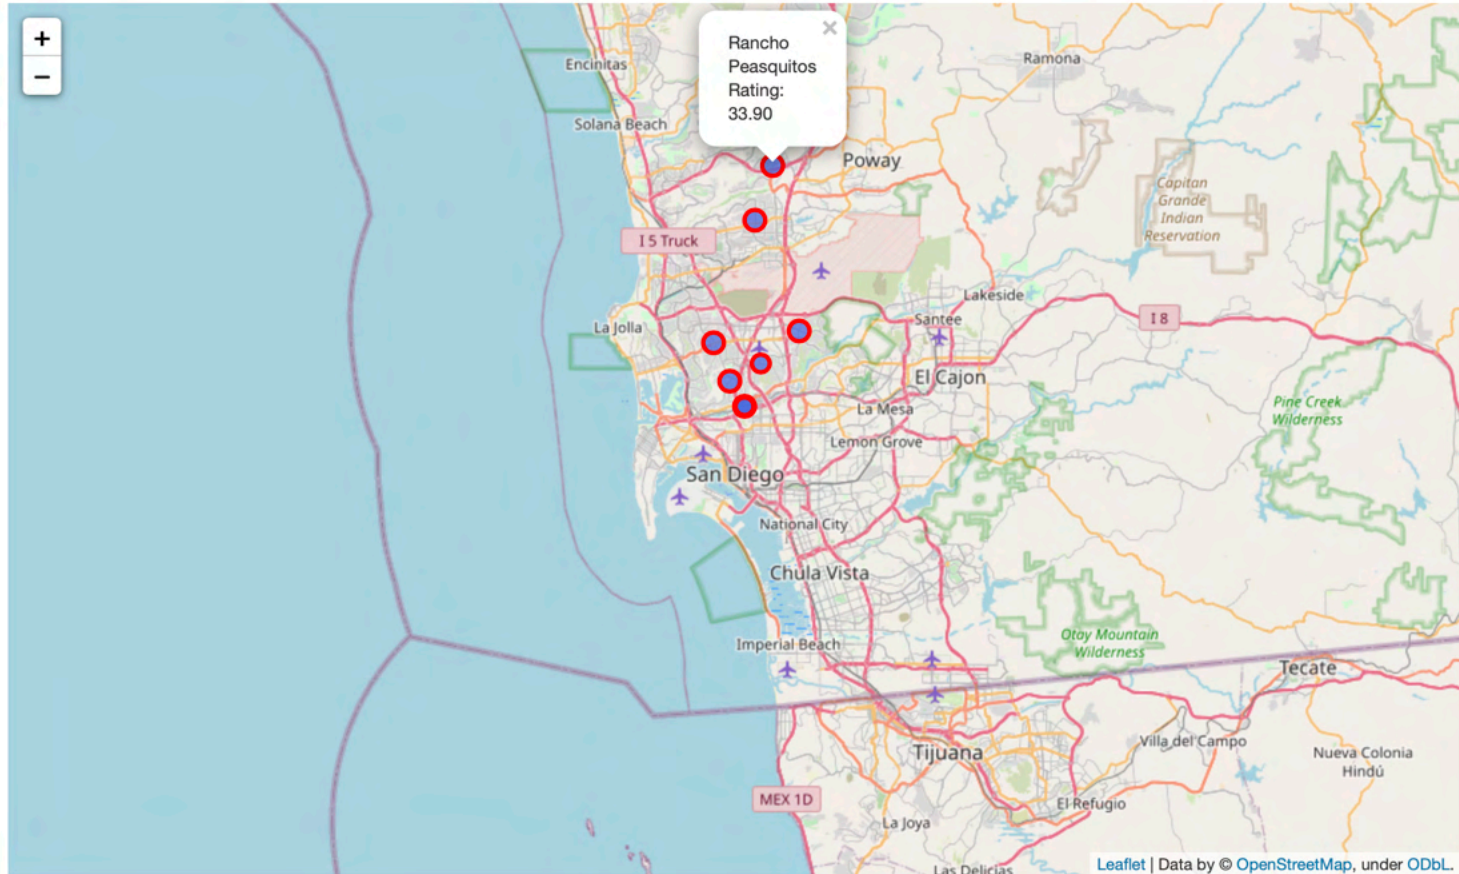 +
−
×
Rancho
Peasquitos
Rating:
33.90
Encinitas
Ramona
Solana Beach
Poway
Capitan
Grande
Indian
Reservation
I 5 Truck
Lakeside
I 8
La Jolla
Santee
El Cajon
La Mesa
Pine Creek
Wilderness
Lemon Grove
San Diego
National City
Chula Vista
Imperial Beach
Otay Mountain
Wilderness
Tecate
Tijuana
Villa del Campo
Nueva Colonia
Hindú
MEX 1D
El Refugio
La Joya
Las Delicias
Leaflet | Data by © OpenStreetMap, under ODbL.